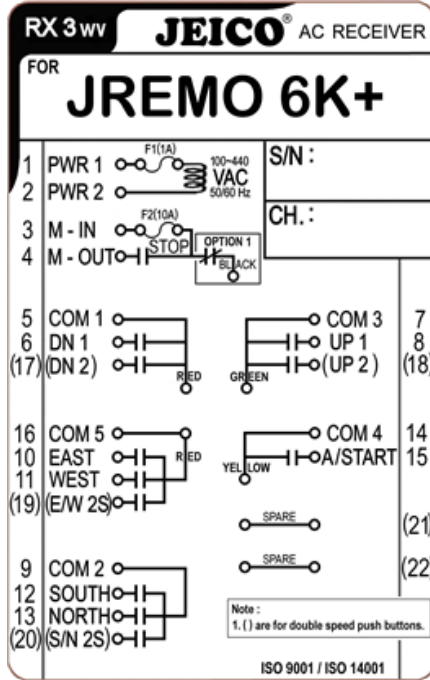 RX 3 WV JEICO® AC RECEIVER
FOR
JREMO 6K+
1 PWR 1 F1(1A) 100~440 VAC 50/60 Hz
2 PWR 2
S/N :
3 M - IN F2(10A)
CH. :
4 M - OUT STOP OPTION 1 BLACK
5 COM 1 COM 3 7
6 DN 1 UP 1 8
(17) (DN 2) RED GREEN (UP 2) (18)
16 COM 5 COM 4 14
10 EAST RED YELLOW A/START 15
11 WEST
(19) (E/W 2S)
SPARE (21)
SPARE (22)
9 COM 2
12 SOUTH
13 NORTH
(20) (S/N 2S)
Note :
1. ( ) are for double speed push buttons.
ISO 9001 / ISO 14001